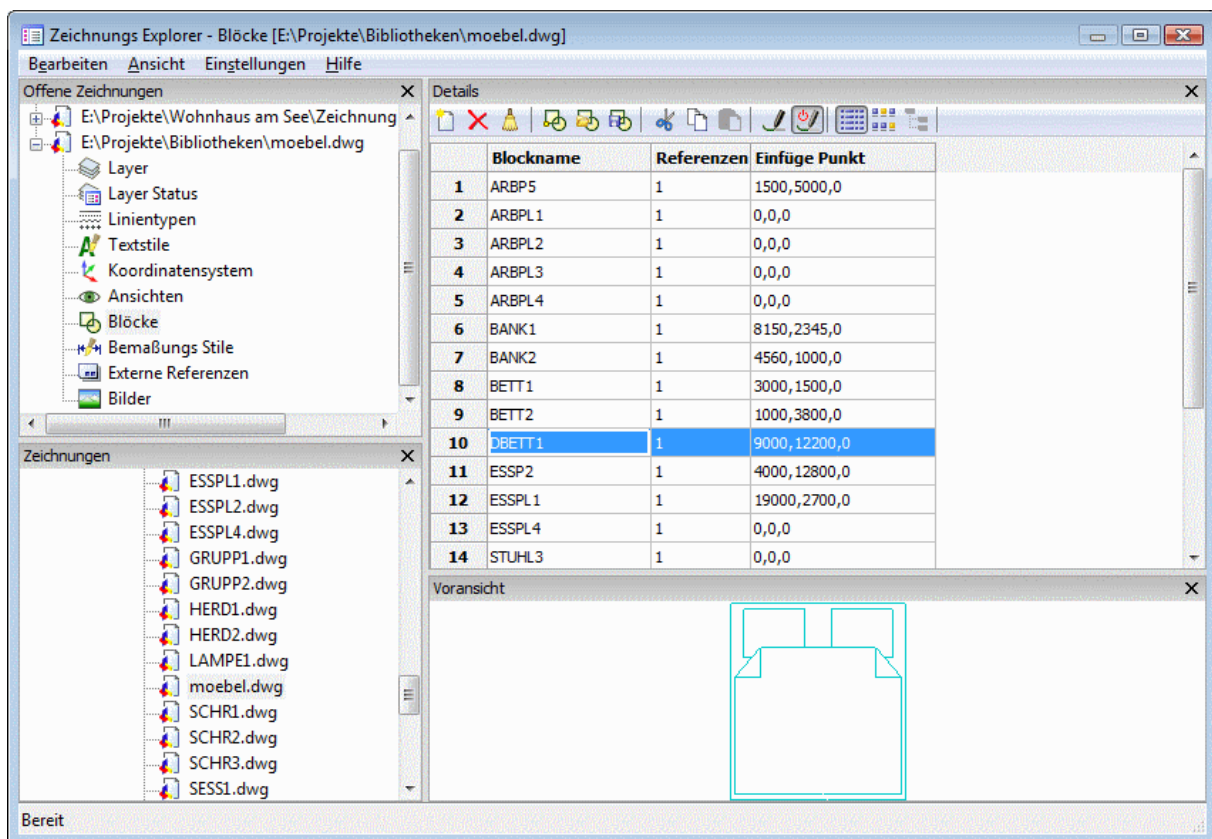 Zeichnungs Explorer - Blöcke [E:\Projekte\Bibliotheken\moebel.dwg]
Bearbeiten Ansicht Einstellungen Hilfe
Offene Zeichnungen
E:\Projekte\Wohnhaus am See\Zeichnung
E:\Projekte\Bibliotheken\moebel.dwg
Layer
Layer Status
Linientypen
Textstile
Koordinatensystem
Ansichten
Blöcke
Bemaßungs Stile
Externe Referenzen
Bilder
Zeichnungen
ESSPL1.dwg
ESSPL2.dwg
ESSPL4.dwg
GRUPP1.dwg
GRUPP2.dwg
HERD1.dwg
HERD2.dwg
LAMPE1.dwg
moebel.dwg
SCHR1.dwg
SCHR2.dwg
SCHR3.dwg
SESS1.dwg
Details
Blockname Referenzen Einfüge Punkt
1 ARBP5 1 1500,5000,0
2 ARBPL1 1 0,0,0
3 ARBPL2 1 0,0,0
4 ARBPL3 1 0,0,0
5 ARBPL4 1 0,0,0
6 BANK1 1 8150,2345,0
7 BANK2 1 4560,1000,0
8 BETT1 1 3000,1500,0
9 BETT2 1 1000,3800,0
10 DBETT1 1 9000,12200,0
11 ESSP2 1 4000,12800,0
12 ESSPL1 1 19000,2700,0
13 ESSPL4 1 0,0,0
14 STUHL3 1 0,0,0
Voransicht
Bereit